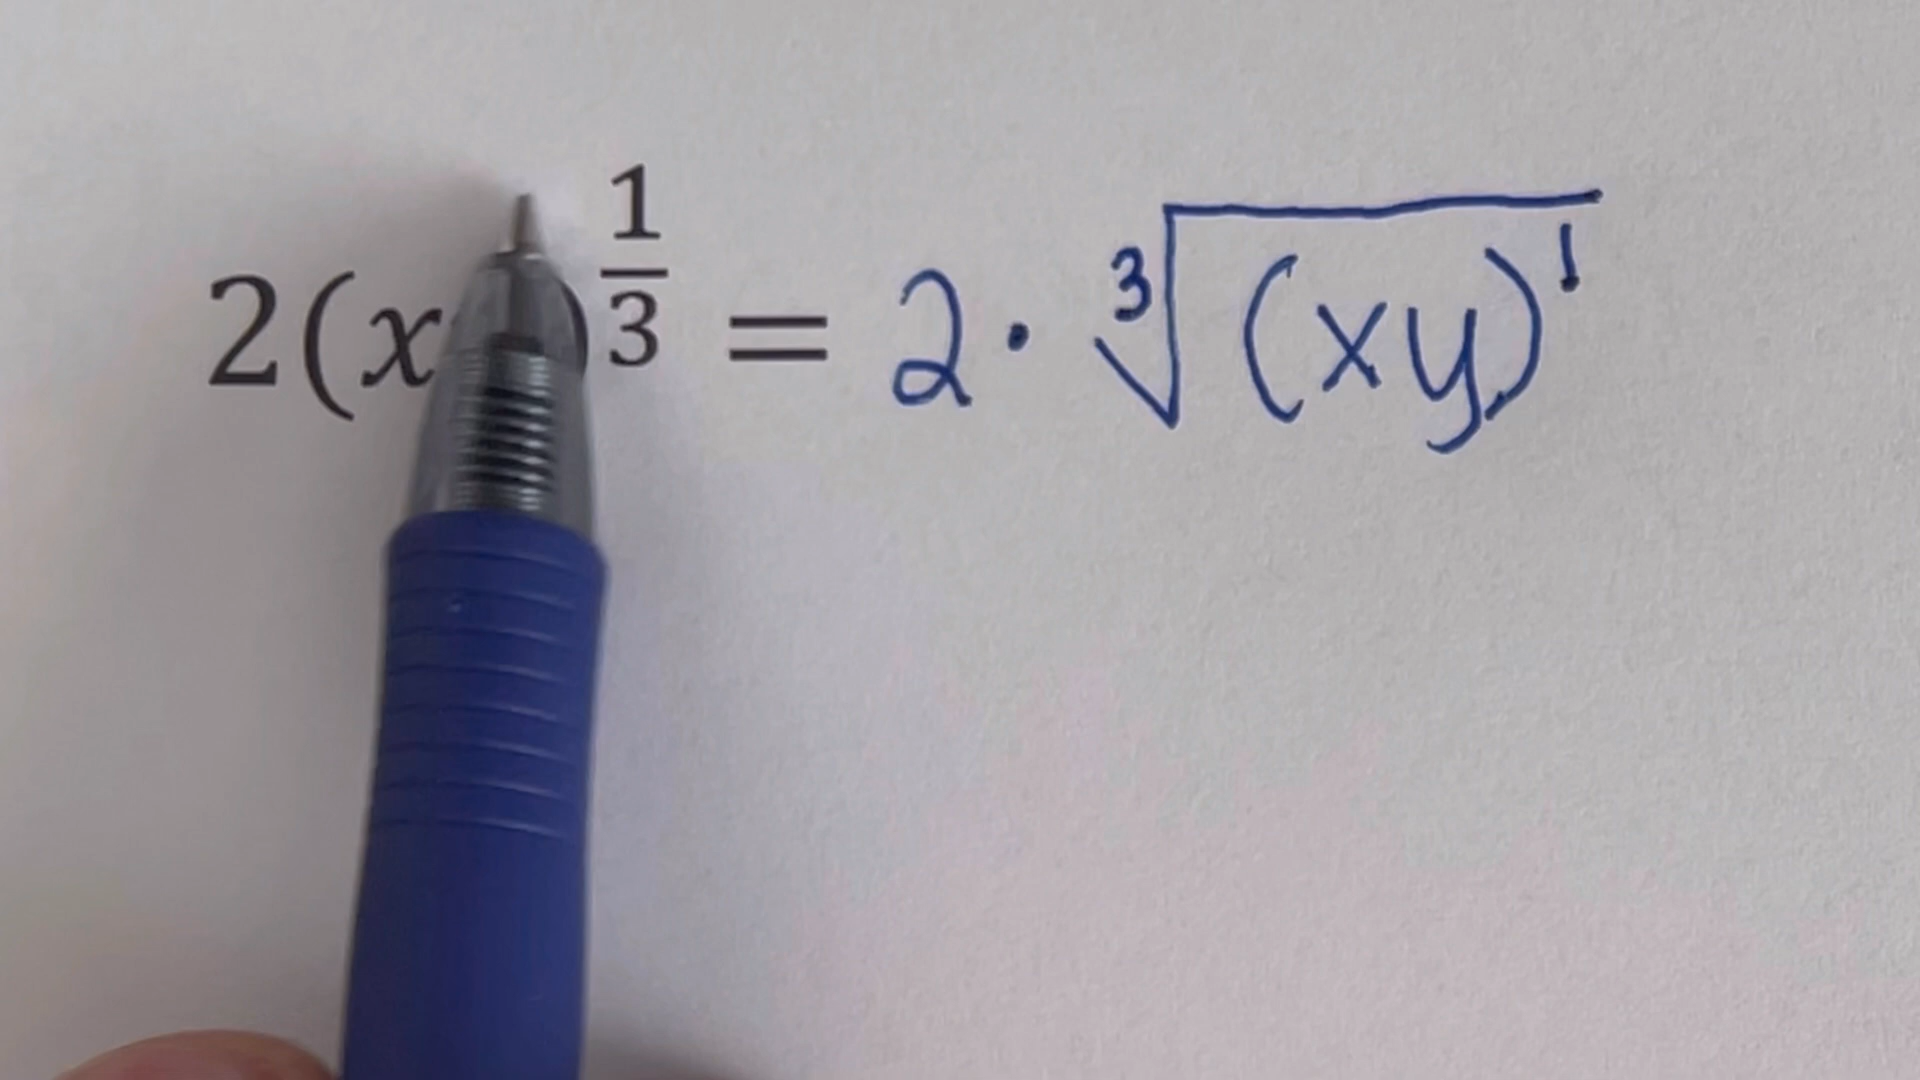 2(x )^{1/3} = 2 · ∛(xy)^1